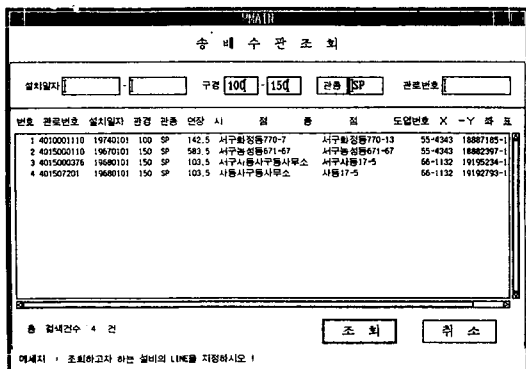 VMAIN
송 배 수 관 조 회
설치일자 - 구경 100 - 150 관종 SP 관로번호
번호 관로번호 설치일자 관경 관종 연장 시 점 종 점 도엽번호 X -Y 좌 표
1 4010001110 19740101 100 SP 142.5 서구화정동770-7 서구화정동770-13 55-4343 18887185-1
2 4015000110 19670101 150 SP 583.5 서구농성동671-67 서구농성동671-67 55-4343 18882397-1
3 4015000376 19680101 150 SP 103.5 서구사동사구동사무소 서구사동17-5 66-1132 19195234-1
4 401507201 19680101 150 SP 103.5 사동사구동사무소 사동17-5 66-1132 19192793-1
총 검색건수 4 건
조 회 취 소
메세지 : 조회하고자 하는 설비의 LINE을 지정하시오 !